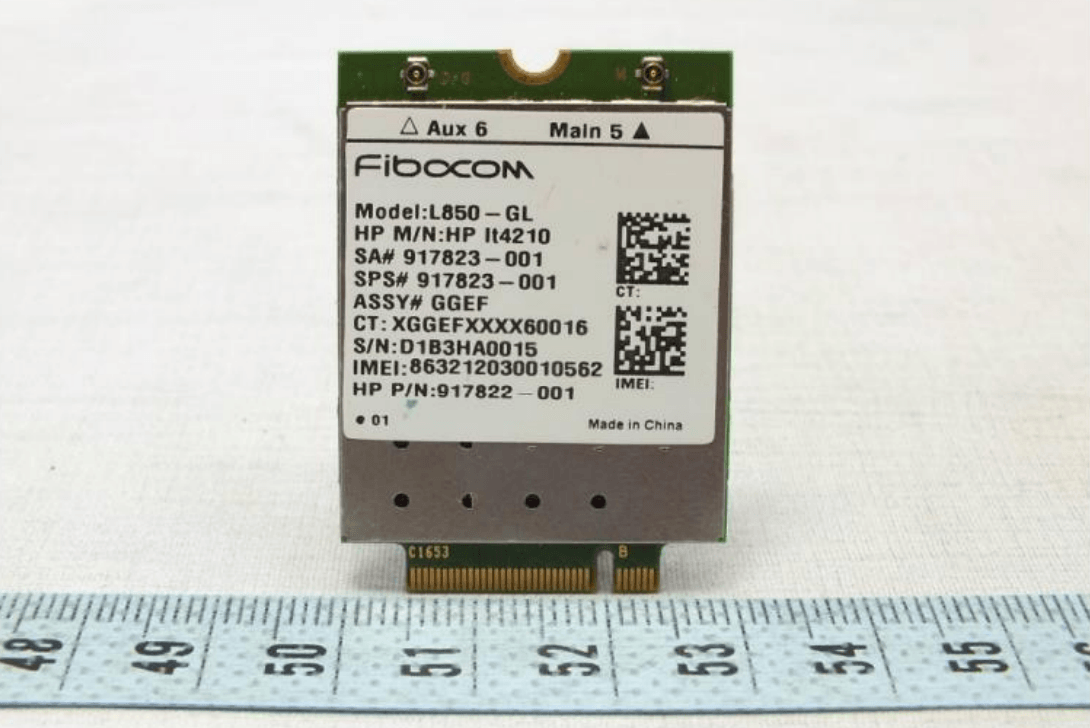 D/G M
△ Aux 6 Main 5 ▲
Fibocom
Model:L850-GL
HP M/N:HP lt4210
SA# 917823-001
SPS# 917823-001
ASSY# GGEF
CT: XGGEFXXXX60016
S/N:D1B3HA0015
IMEI:863212030010562
HP P/N:917822-001
CT:
IMEI:
● 01 Made in China
C1653 B
48 49 50 51 52 53 54 55